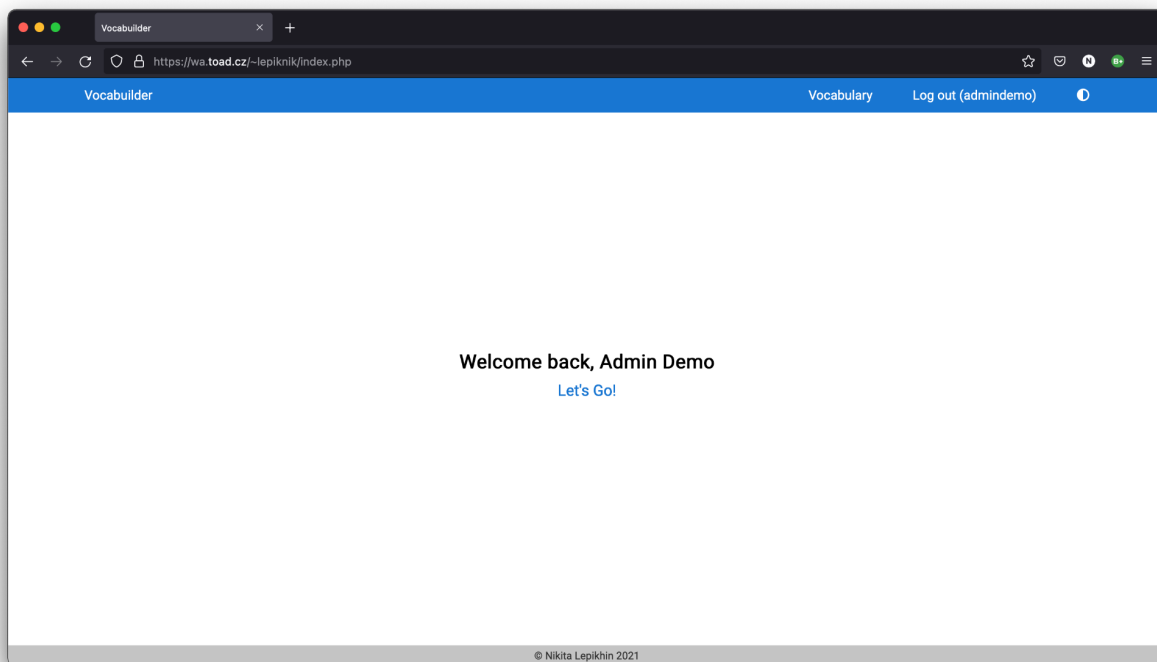 Vocabuilder
https://wa.toad.cz/~lepiknik/index.php
N B+
Vocabuilder Vocabulary Log out (admindemo)
Welcome back, Admin Demo
Let's Go!
© Nikita Lepikhin 2021